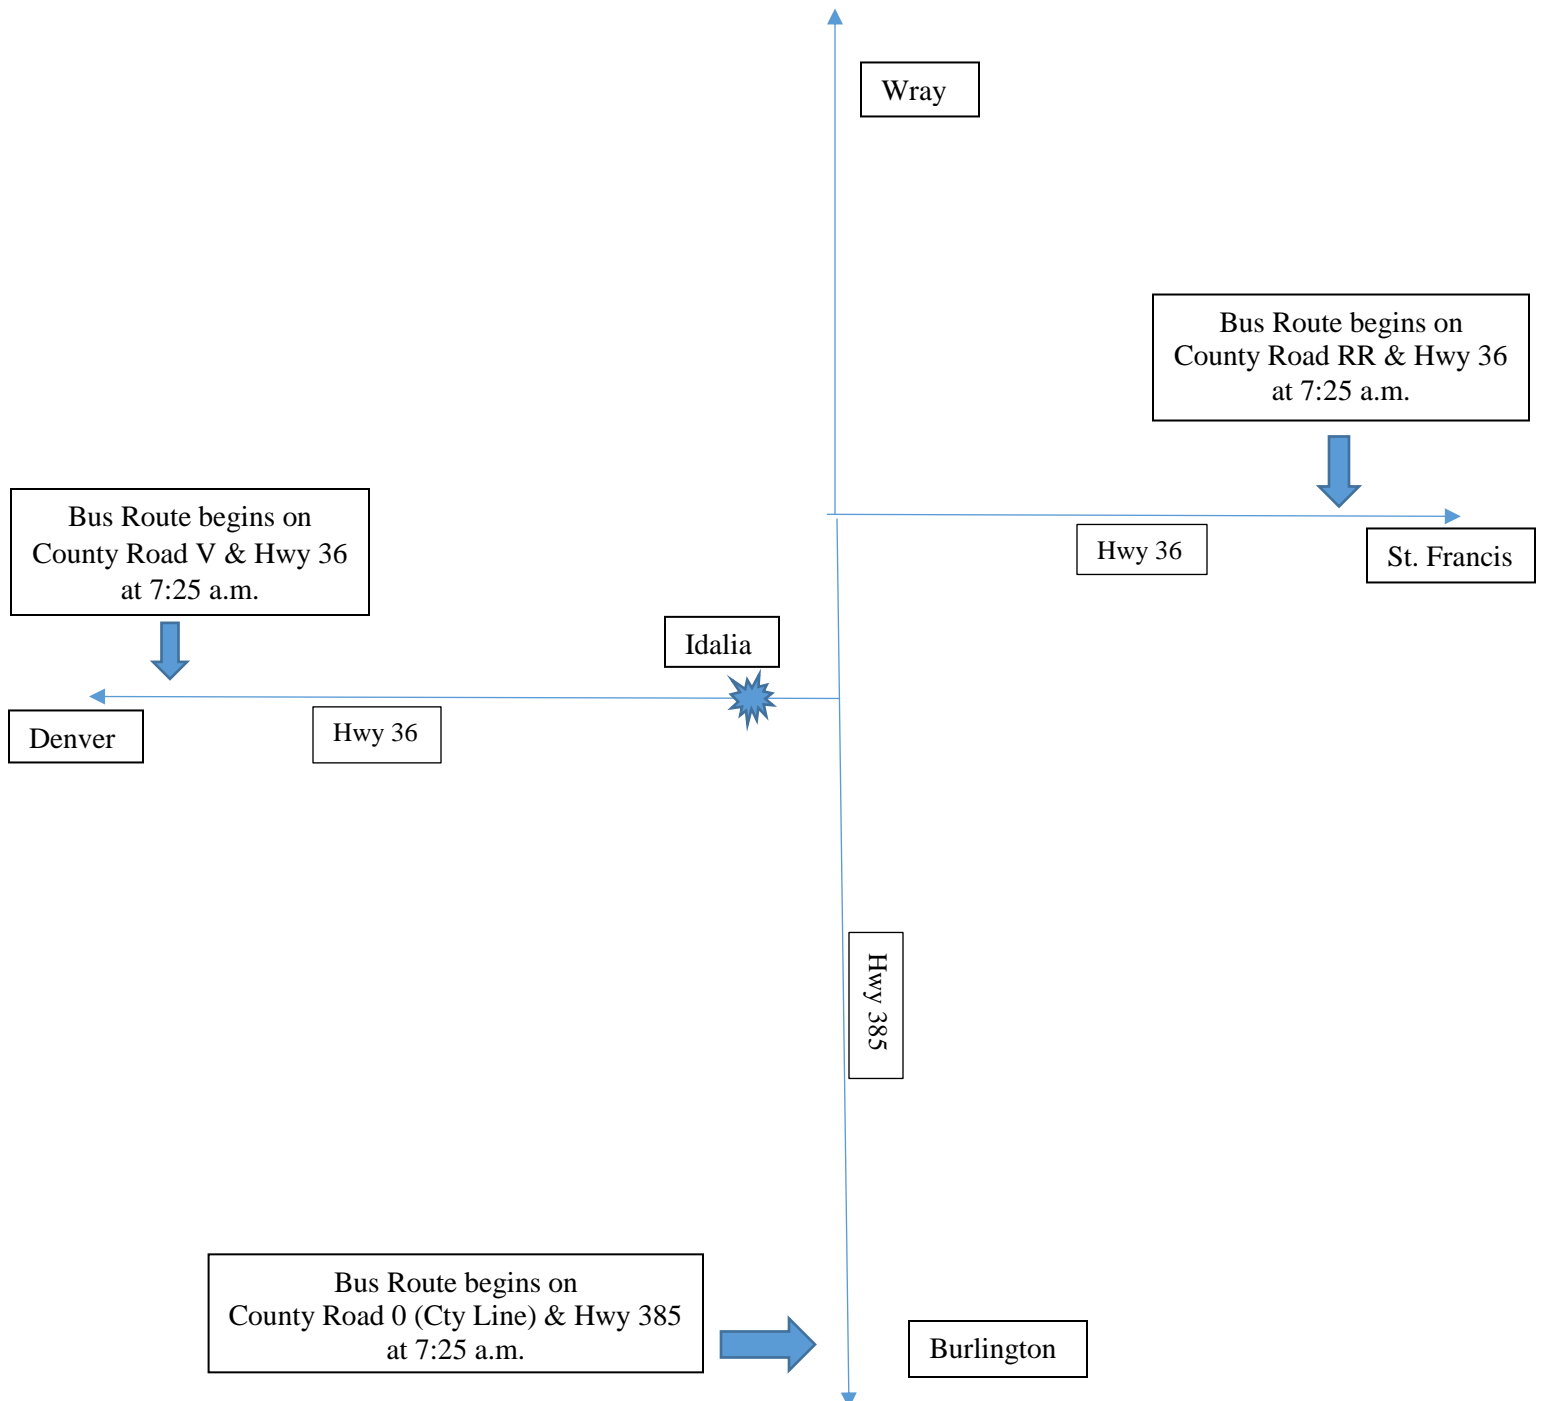 Wray
Bus Route begins on
County Road RR & Hwy 36
at 7:25 a.m.
Bus Route begins on
County Road V & Hwy 36
at 7:25 a.m.
Hwy 36
St. Francis
Idalia
Denver
Hwy 36
Hwy 385
Bus Route begins on
County Road 0 (Cty Line) & Hwy 385
at 7:25 a.m.
Burlington